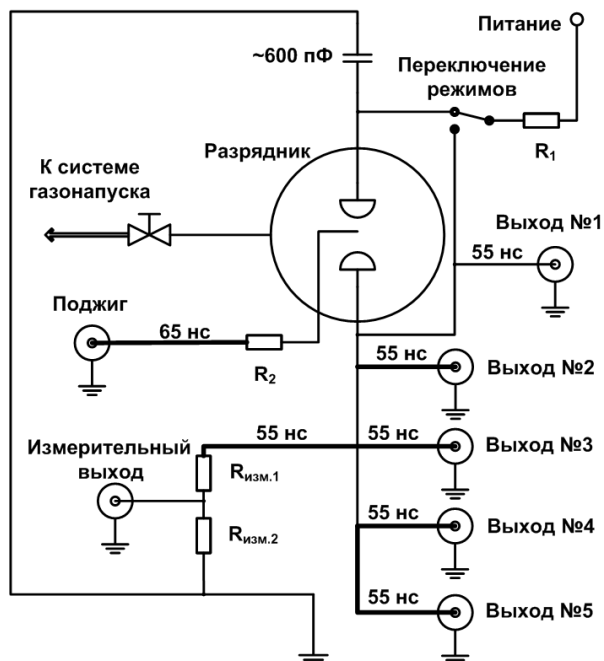 Питание
~600 пФ
Переключение
режимов
R1
Разрядник
К системе
газонапуска
Выход №1
55 нс
Поджиг
65 нс
R2
55 нс
Выход №2
Измерительный
выход
55 нс
55 нс
Выход №3
Rизм.1
Rизм.2
Выход №4
55 нс
Выход №5